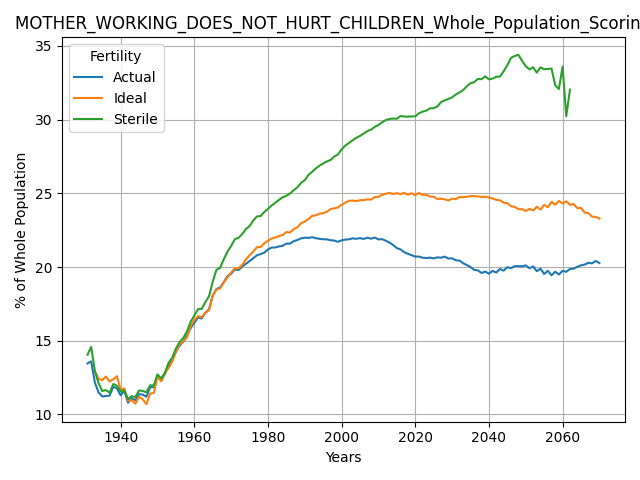 MOTHER_WORKING_DOES_NOT_HURT_CHILDREN_Whole_Population_Scorin
Fertility
Actual
Ideal
Sterile
% of Whole Population
35
30
25
20
15
10
1940 1960 1980 2000 2020 2040 2060
Years